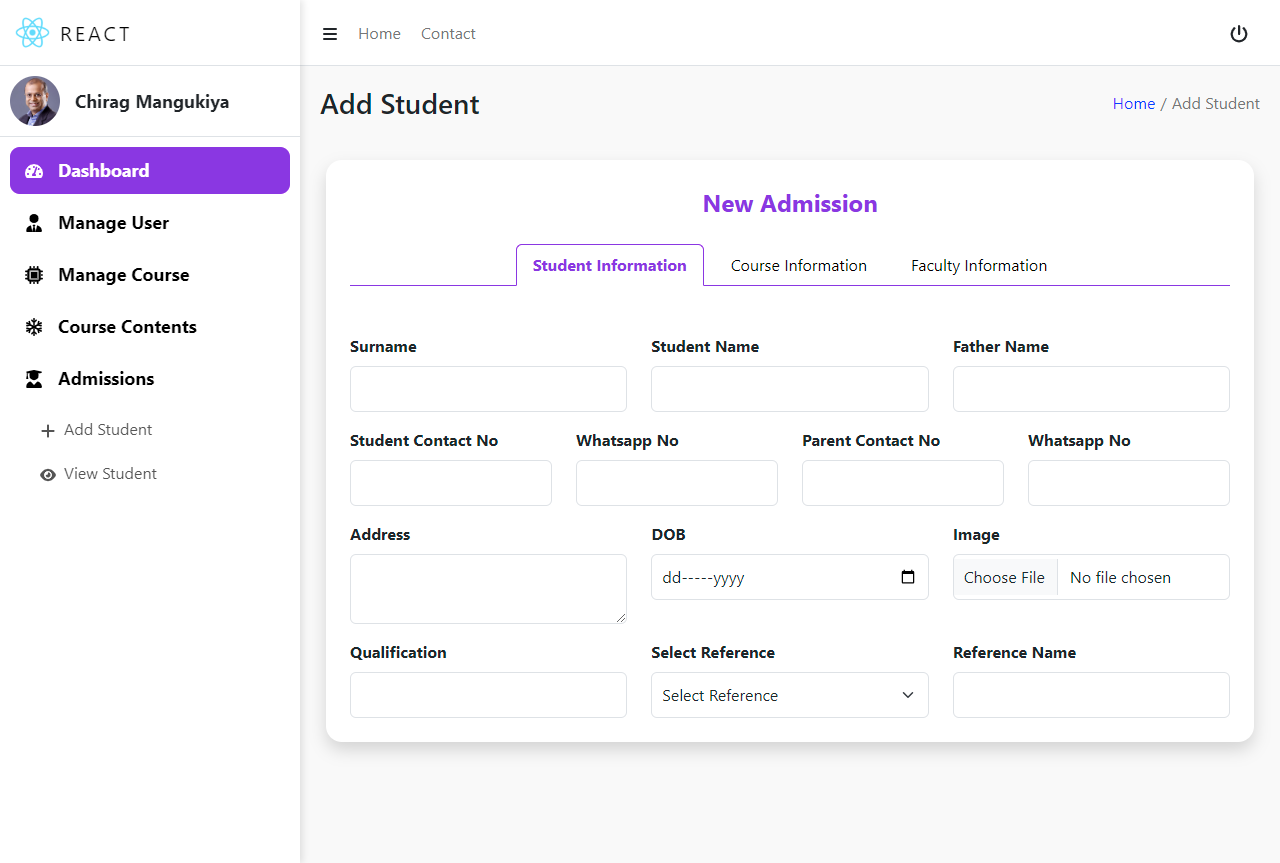 REACT
Home Contact
Chirag Mangukiya
Dashboard
Manage User
Manage Course
Course Contents
Admissions
Add Student
View Student
Add Student
Home / Add Student
New Admission
Student Information Course Information Faculty Information
Surname Student Name Father Name
Student Contact No Whatsapp No Parent Contact No Whatsapp No
Address DOB Image
dd-----yyyy Choose File No file chosen
Qualification Select Reference Reference Name
Select Reference